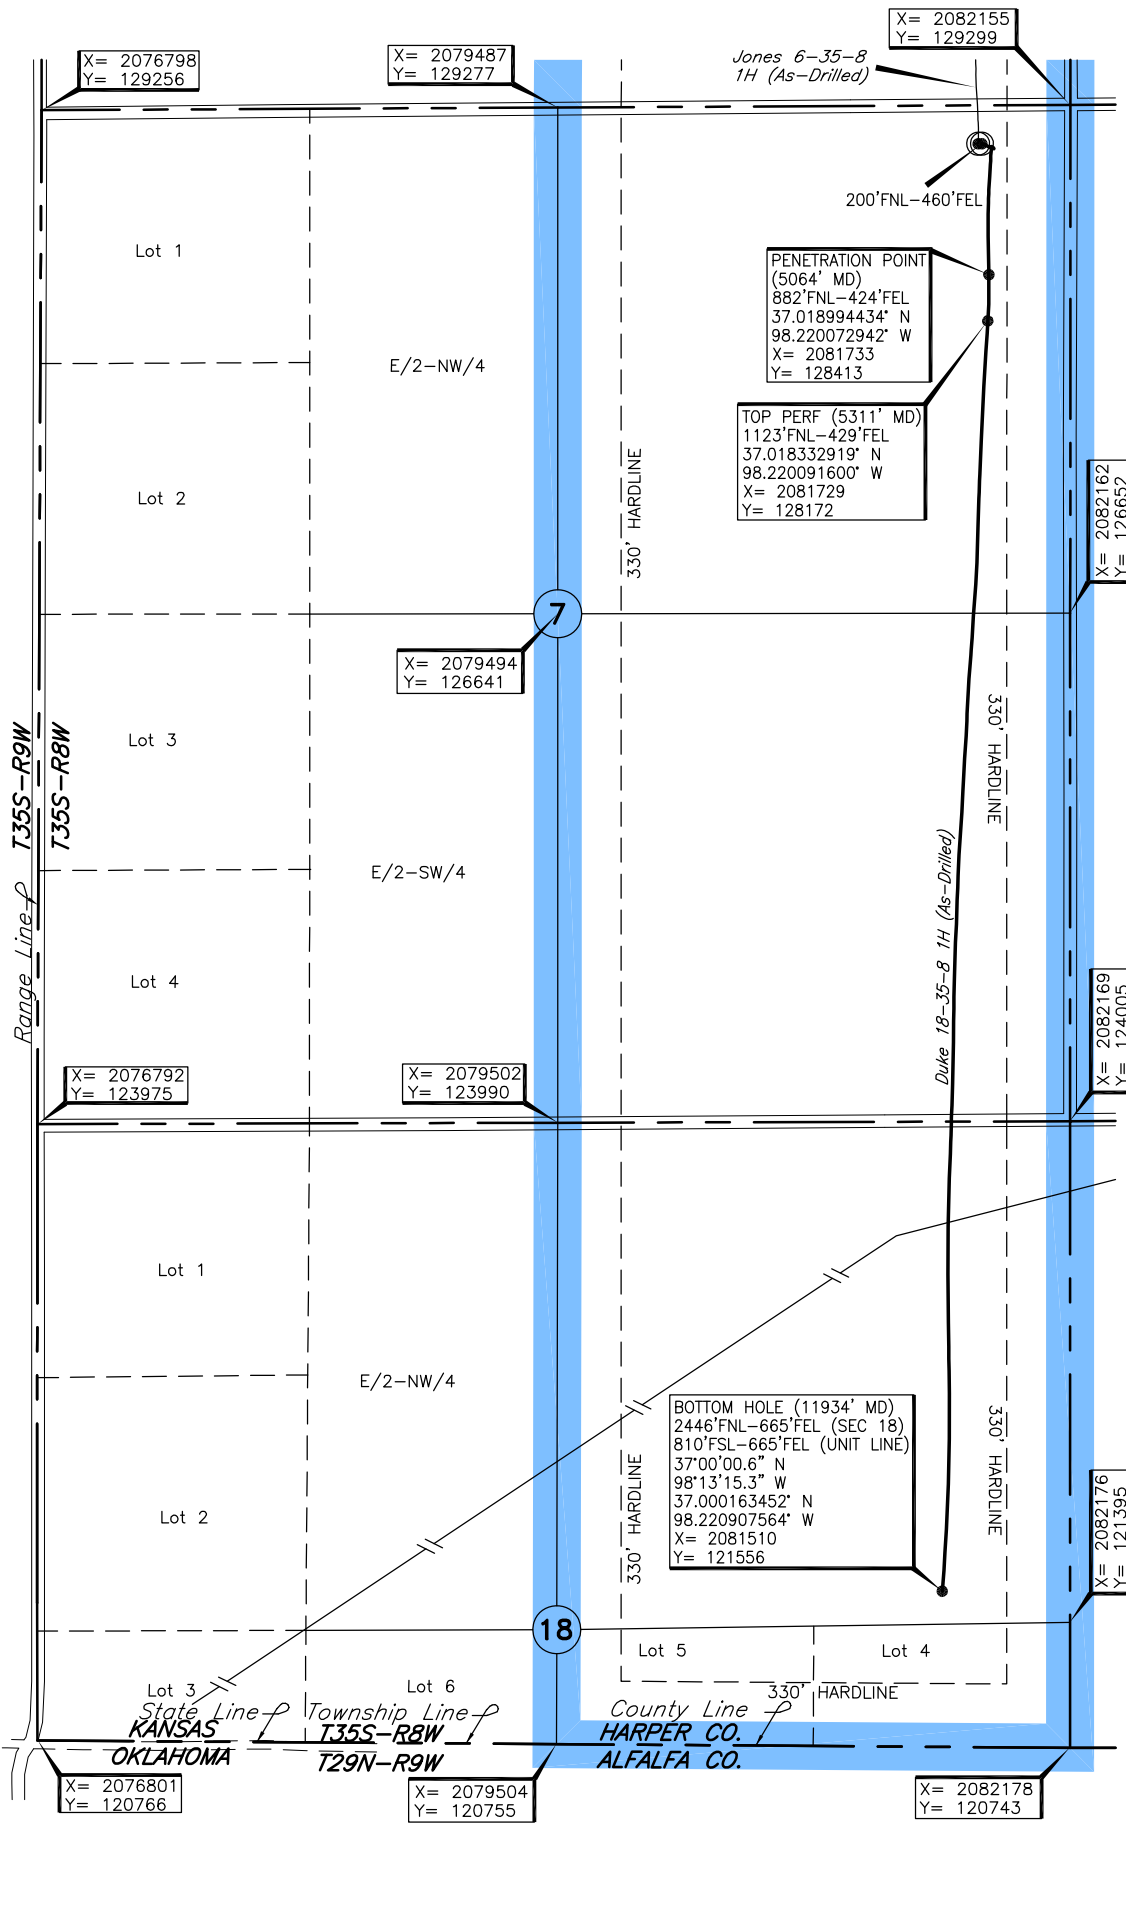 X= 2082155
Y= 129299
X= 2076798
Y= 129256
X= 2079487
Y= 129277
Jones 6-35-8
1H (As-Drilled)
200'FNL-460'FEL
Lot 1
PENETRATION POINT
(5064' MD)
882'FNL-424'FEL
37.018994434° N
98.220072942° W
X= 2081733
Y= 128413
E/2-NW/4
TOP PERF (5311' MD)
1123'FNL-429'FEL
37.018332919° N
98.220091600° W
X= 2081729
Y= 128172
Lot 2
330' HARDLINE
X= 2082162
Y= 126652
7
X= 2079494
Y= 126641
T35S-R9W
T35S-R8W
Lot 3
330' HARDLINE
E/2-SW/4
Duke 18-35-8 1H (As-Drilled)
Range Line
Lot 4
X= 2082169
Y= 124005
X= 2076792
Y= 123975
X= 2079502
Y= 123990
Lot 1
E/2-NW/4
BOTTOM HOLE (11934' MD)
2446'FNL-665'FEL (SEC 18)
810'FSL-665'FEL (UNIT LINE)
37°00'00.6" N
98°13'15.3" W
37.000163452° N
98.220907564° W
X= 2081510
Y= 121556
330' HARDLINE
330' HARDLINE
Lot 2
X= 2082176
Y= 121395
18
Lot 5
Lot 4
Lot 3
Lot 6
330' HARDLINE
State Line
Township Line
County Line
KANSAS
T35S-R8W
HARPER CO.
OKLAHOMA
T29N-R9W
ALFALFA CO.
X= 2076801
Y= 120766
X= 2079504
Y= 120755
X= 2082178
Y= 120743